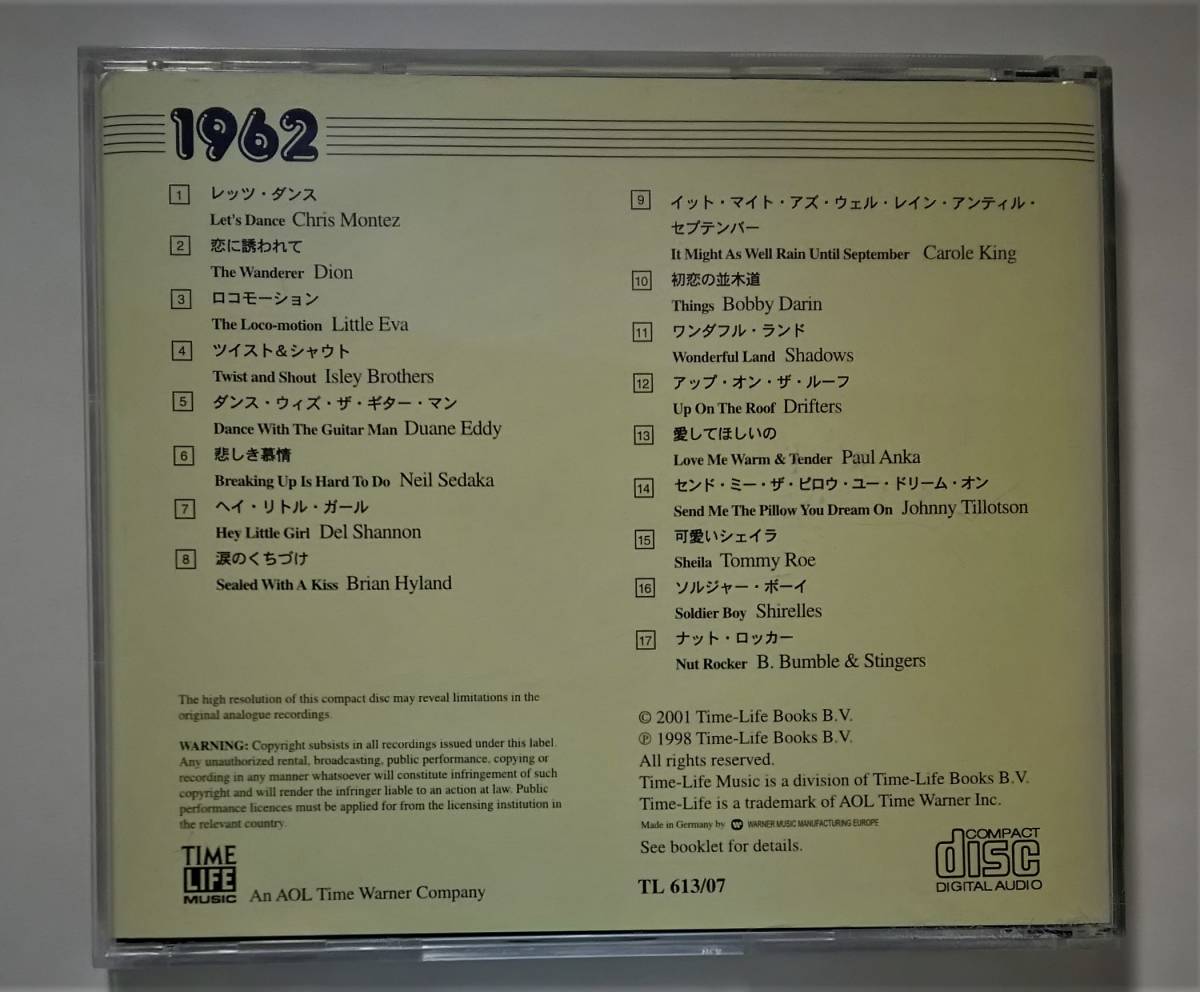 1962
1 レッツ・ダンス
Let's Dance Chris Montez
2 恋に誘われて
The Wanderer Dion
3 ロコモーション
The Loco-motion Little Eva
4 ツイスト&シャウト
Twist and Shout Isley Brothers
5 ダンス・ウィズ・ザ・ギター・マン
Dance With The Guitar Man Duane Eddy
6 悲しき慕情
Breaking Up Is Hard To Do Neil Sedaka
7 ヘイ・リトル・ガール
Hey Little Girl Del Shannon
8 涙のくちづけ
Sealed With A Kiss Brian Hyland
9 イット・マイト・アズ・ウェル・レイン・アンティル・
セプテンバー
It Might As Well Rain Until September Carole King
10 初恋の並木道
Things Bobby Darin
11 ワンダフル・ランド
Wonderful Land Shadows
12 アップ・オン・ザ・ルーフ
Up On The Roof Drifters
13 愛してほしいの
Love Me Warm & Tender Paul Anka
14 センド・ミー・ザ・ピロウ・ユー・ドリーム・オン
Send Me The Pillow You Dream On Johnny Tillotson
15 可愛いシェイラ
Sheila Tommy Roe
16 ソルジャー・ボーイ
Soldier Boy Shirelles
17 ナット・ロッカー
Nut Rocker B. Bumble & Stingers
The high resolution of this compact disc may reveal limitations in the
original analogue recordings.
WARNING: Copyright subsists in all recordings issued under this label.
Any unauthorized rental, broadcasting, public performance, copying or
recording in any manner whatsoever will constitute infringement of such
copyright and will render the infringer liable to an action at law. Public
performance licences must be applied for from the licensing institution in
the relevant country.
TIME
LIFE
MUSIC
An AOL Time Warner Company
© 2001 Time-Life Books B.V.
℗ 1998 Time-Life Books B.V.
All rights reserved.
Time-Life Music is a division of Time-Life Books B.V.
Time-Life is a trademark of AOL Time Warner Inc.
Made in Germany by WARNER MUSIC MANUFACTURING EUROPE
See booklet for details.
TL 613/07
COMPACT
disc
DIGITAL AUDIO